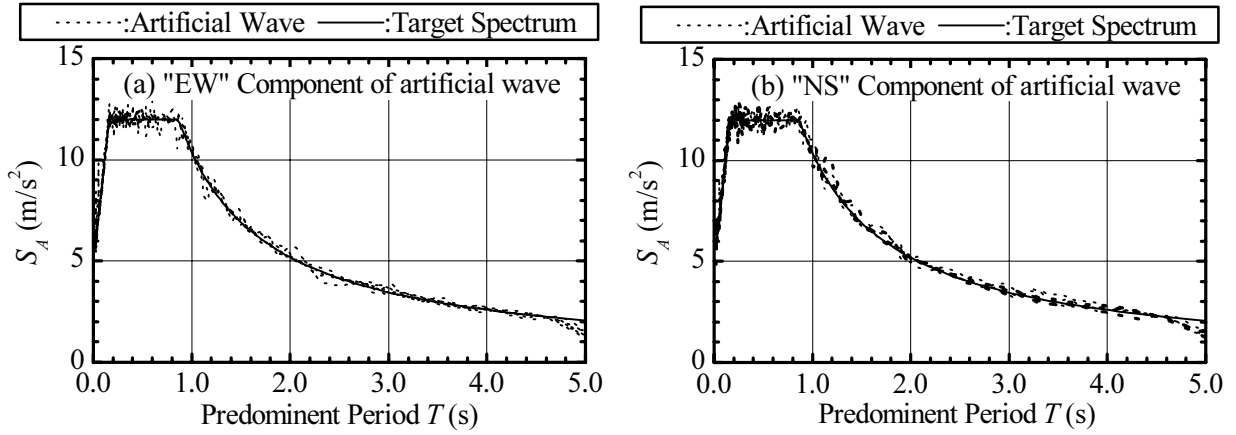 :Artificial Wave :Target Spectrum
(a) "EW" Component of artificial wave
15
10
5
0
S_A (m/s²)
0.0 1.0 2.0 3.0 4.0 5.0
Predominent Period T (s)
:Artificial Wave :Target Spectrum
(b) "NS" Component of artificial wave
15
10
5
0
S_A (m/s²)
0.0 1.0 2.0 3.0 4.0 5.0
Predominent Period T (s)